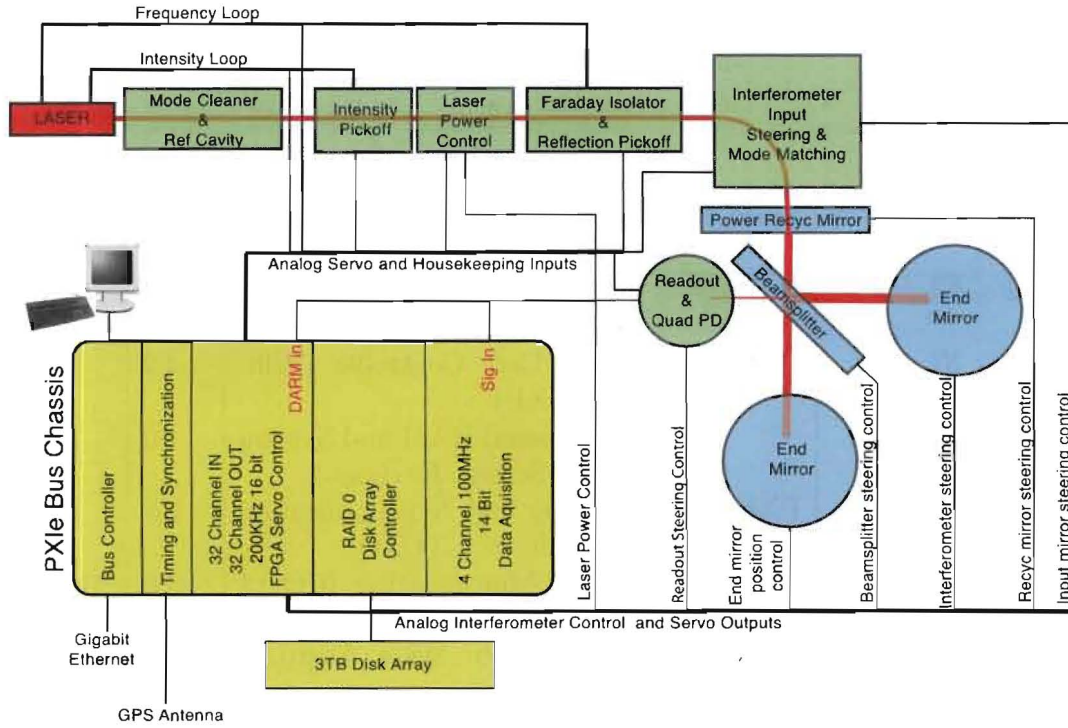 Frequency Loop
Intensity Loop
LASER
Mode Cleaner
&
Ref Cavity
Intensity
Pickoff
Laser
Power
Control
Faraday Isolator
&
Reflection Pickoff
Interferometer
Input
Steering &
Mode Matching
Power Recyc Mirror
Analog Servo and Housekeeping Inputs
Readout
&
Quad PD
Beamsplitter
End
Mirror
End
Mirror
PXIe Bus Chassis
Bus Controller
Timing and Synchronization
32 Channel IN
32 Channel OUT
200KHz 16 bit
FPGA Servo Control
DARM In
RAID 0
Disk Array
Controller
Sig In
4 Channel 100MHz
14 Bit
Data Aquisition
Laser Power Control
Readout Steering Control
End mirror
position
control
Beamsplitter steering control
Interferometer steering control
Recyc mirror steering control
Input mirror steering control
Analog Interferometer Control and Servo Outputs
Gigabit
Ethernet
3TB Disk Array
GPS Antenna